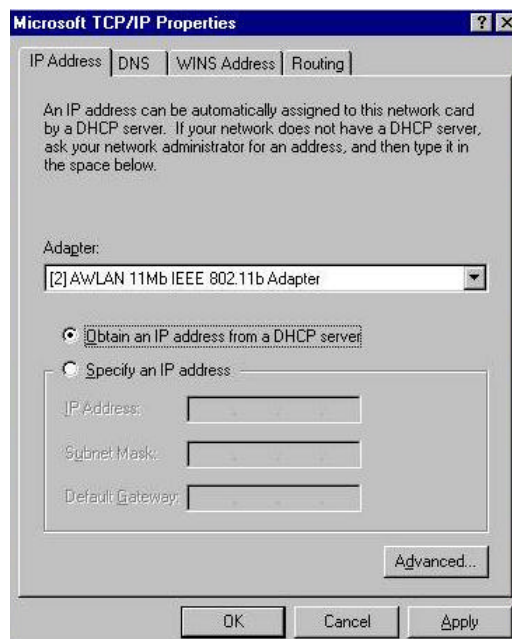 Microsoft TCP/IP Properties
IP Address DNS WINS Address Routing
An IP address can be automatically assigned to this network card
by a DHCP server. If your network does not have a DHCP server,
ask your network administrator for an address, and then type it in
the space below.
Adapter:
[2] AWLAN 11Mb IEEE 802.11b Adapter
Obtain an IP address from a DHCP server
Specify an IP address
IP Address:
Subnet Mask:
Default Gateway:
Advanced...
OK Cancel Apply